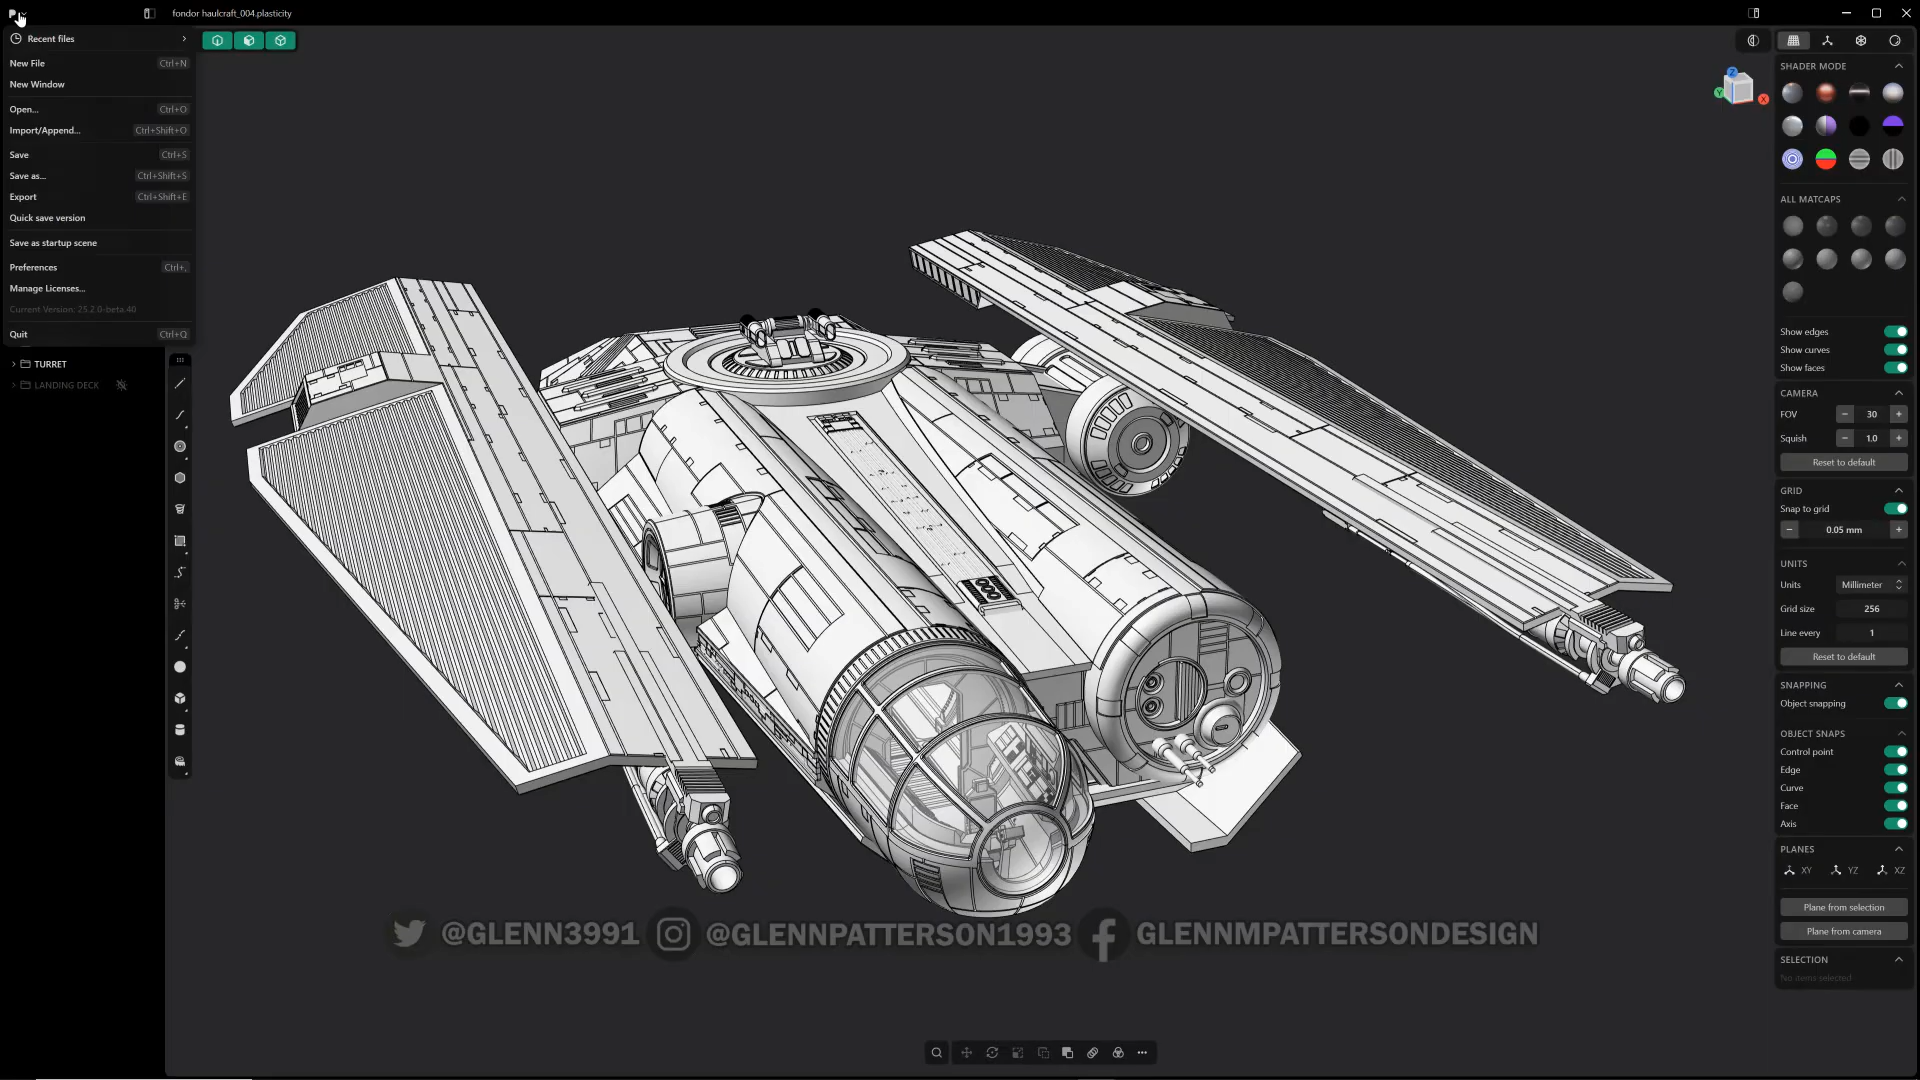 fondor haulcraft_004.plasticity
Recent files
New File Ctrl+N
New Window
Open... Ctrl+O
Import/Append... Ctrl+Shift+O
Save Ctrl+S
Save as... Ctrl+Shift+S
Export Ctrl+Shift+E
Quick save version
Save as startup scene
Preferences Ctrl+,
Manage Licenses...
Current Version: 25.2.0-beta.40
Quit Ctrl+Q
TURRET
LANDING DECK
Z
Y
X
SHADER MODE
ALL MATCAPS
Show edges
Show curves
Show faces
CAMERA
FOV − 30 +
Squish − 1.0 +
Reset to default
GRID
Snap to grid
− 0.05 mm +
UNITS
Units Millimeter
Grid size 256
Line every 1
Reset to default
SNAPPING
Object snapping
OBJECT SNAPS
Control point
Edge
Curve
Face
Axis
PLANES
XY YZ XZ
Plane from selection
Plane from camera
SELECTION
No items selected
@GLENN3991 @GLENNPATTERSON1993 GLENNMPATTERSONDESIGN